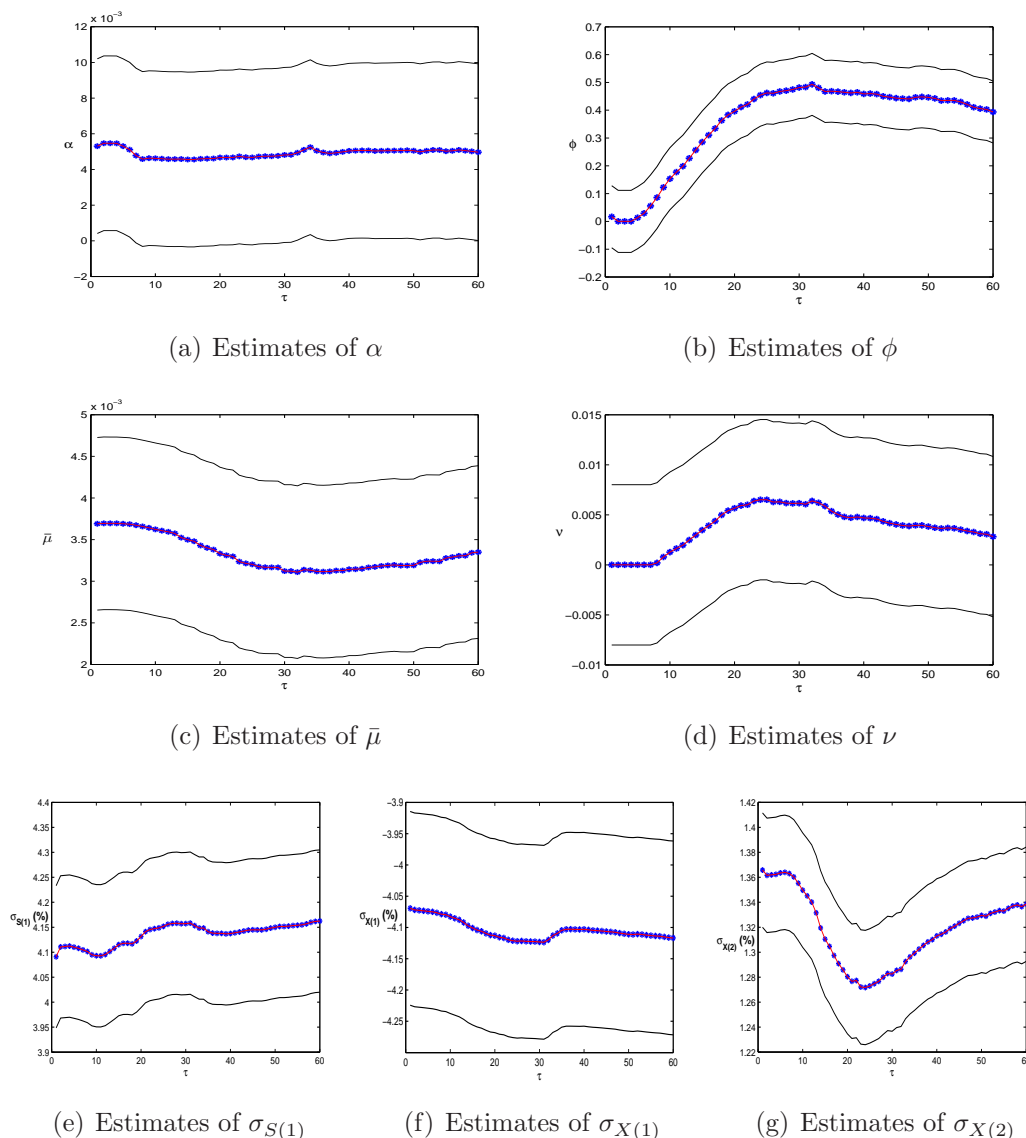 x 10⁻³
12
10
8
6
4
2
0
−2
α
0 10 20 30 40 50 60
τ
(a) Estimates of α
0.7
0.6
0.5
0.4
0.3
0.2
0.1
0
−0.1
−0.2
ϕ
0 10 20 30 40 50 60
τ
(b) Estimates of ϕ
x 10⁻³
5
4.5
4
3.5
3
2.5
2
μ̄
0 10 20 30 40 50 60
τ
(c) Estimates of μ̄
0.015
0.01
0.005
0
−0.005
−0.01
ν
0 10 20 30 40 50 60
τ
(d) Estimates of ν
4.4
4.35
4.3
4.25
4.2
4.15
4.1
4.05
4
3.95
3.9
σS(1) (%)
0 10 20 30 40 50 60
τ
(e) Estimates of σS(1)
−3.9
−3.95
−4
−4.05
−4.1
−4.15
−4.2
−4.25
σX(1) (%)
0 10 20 30 40 50 60
τ
(f) Estimates of σX(1)
1.42
1.4
1.38
1.36
1.34
1.32
1.3
1.28
1.26
1.24
1.22
σX(2) (%)
0 10 20 30 40 50 60
τ
(g) Estimates of σX(2)